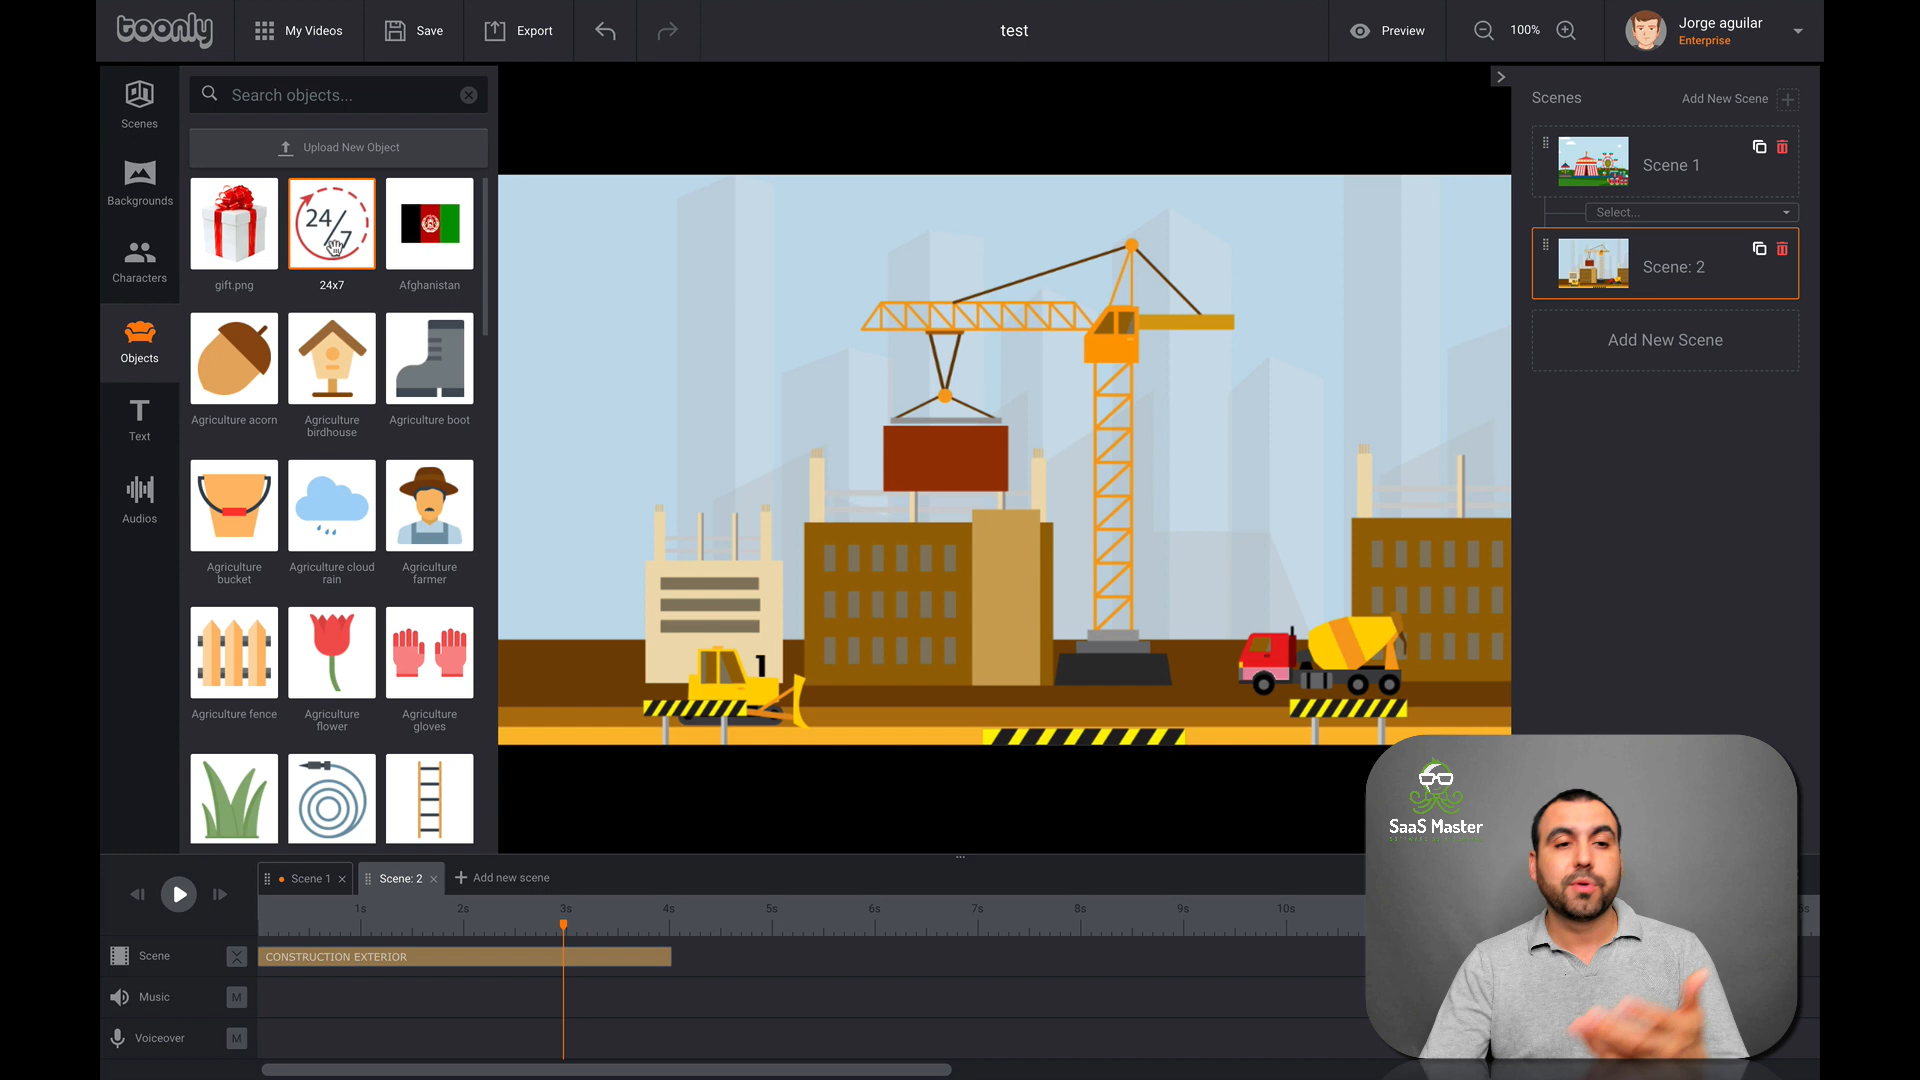 toonly
My Videos
Save
Export
test
Preview
100%
Jorge aguilar
Enterprise
Scenes
Backgrounds
Characters
Objects
Text
Audios
Search objects...
Upload New Object
24/7
gift.png
24x7
Afghanistan
Agriculture acorn
Agriculture
birdhouse
Agriculture boot
Agriculture
bucket
Agriculture cloud
rain
Agriculture
farmer
Agriculture fence
Agriculture
flower
Agriculture
gloves
1
Scenes
Add New Scene
Scene 1
Select...
Scene: 2
Add New Scene
SaaS Master
Scene 1
Scene: 2
Add new scene
1s 2s 3s 4s 5s 6s 7s 8s 9s 10s
Scene
CONSTRUCTION EXTERIOR
Music
M
Voiceover
M